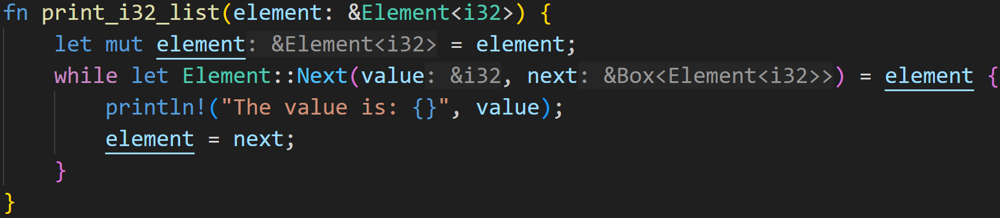 fn print_i32_list(element: &Element<i32>) {
    let mut element: &Element<i32> = element;
    while let Element::Next(value: &i32, next: &Box<Element<i32>>) = element {
        println!("The value is: {}", value);
        element = next;
    }
}